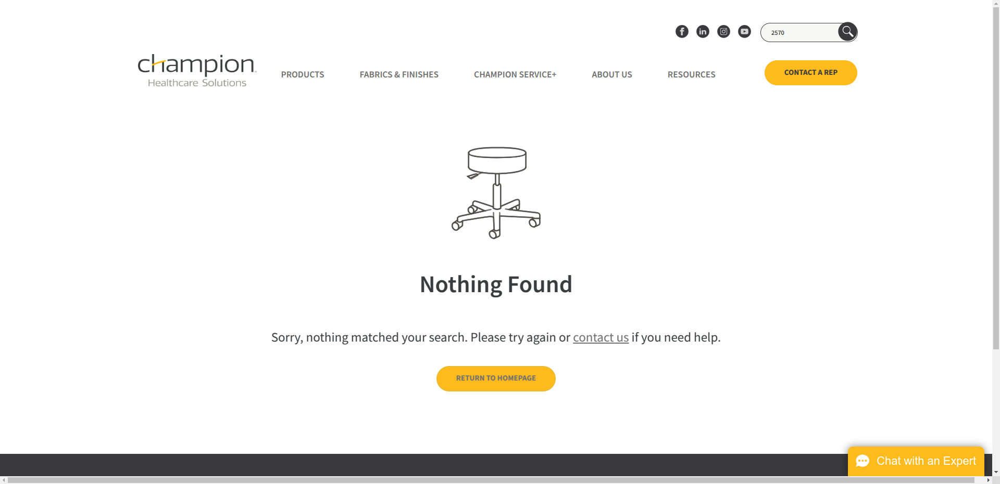 2570
champion
Healthcare Solutions
PRODUCTS
FABRICS & FINISHES
CHAMPION SERVICE+
ABOUT US
RESOURCES
CONTACT A REP
Nothing Found
Sorry, nothing matched your search. Please try again or contact us if you need help.
RETURN TO HOMEPAGE
Chat with an Expert